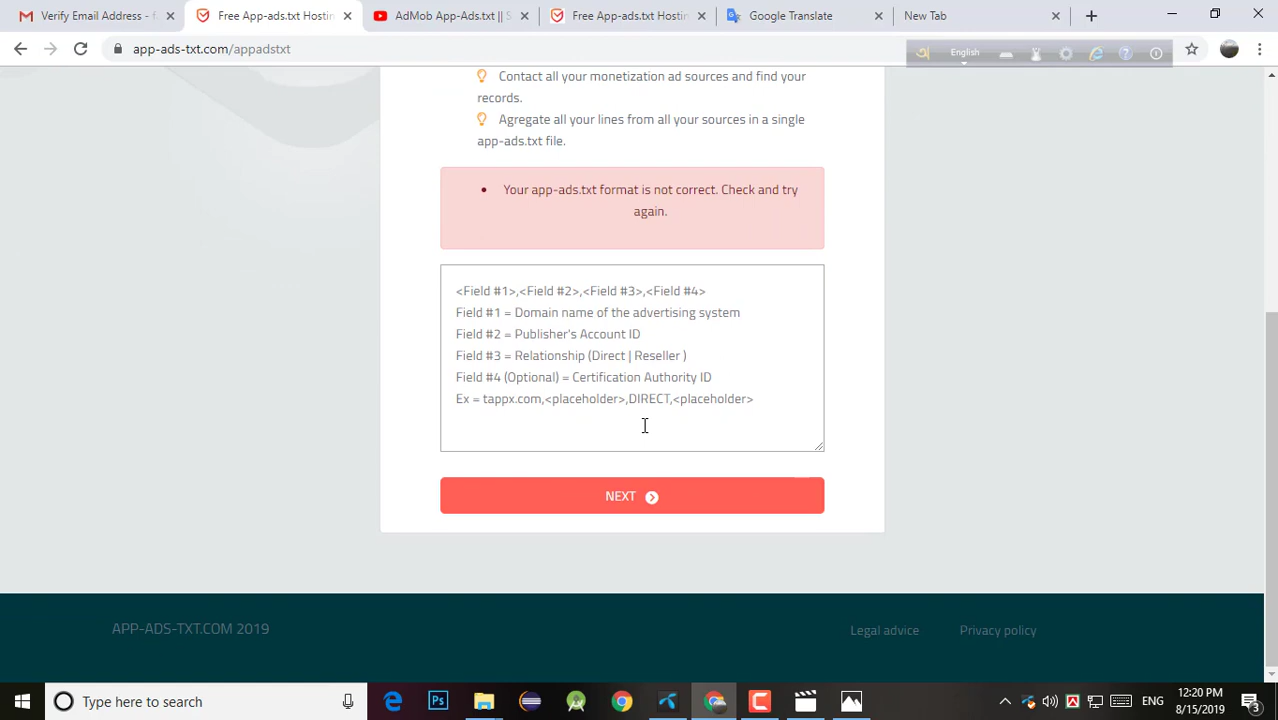 Verify Email Address - f
Free App-ads.txt Hostin
AdMob App-Ads.txt || S
Free App-ads.txt Hostin
Google Translate
New Tab
app-ads-txt.com/appadstxt
English
Contact all your monetization ad sources and find your
records.
Agregate all your lines from all your sources in a single
app-ads.txt file.
Your app-ads.txt format is not correct. Check and try
again.
<Field #1>,<Field #2>,<Field #3>,<Field #4>
Field #1 = Domain name of the advertising system
Field #2 = Publisher's Account ID
Field #3 = Relationship (Direct | Reseller )
Field #4 (Optional) = Certification Authority ID
Ex = tappx.com,<placeholder>,DIRECT,<placeholder>
NEXT
APP-ADS-TXT.COM 2019
Legal advice
Privacy policy
Type here to search
Ps
ENG
12:20 PM
8/15/2019
3